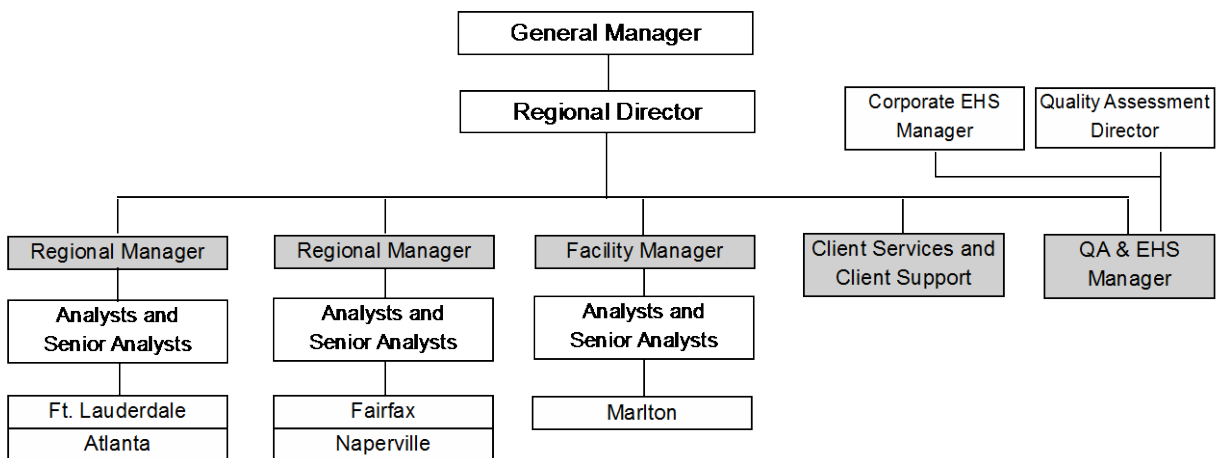 General Manager
Regional Director
Corporate EHS
Manager
Quality Assessment
Director
Regional Manager
Regional Manager
Facility Manager
Client Services and
Client Support
QA & EHS
Manager
Analysts and
Senior Analysts
Analysts and
Senior Analysts
Analysts and
Senior Analysts
Ft. Lauderdale
Atlanta
Fairfax
Naperville
Marlton